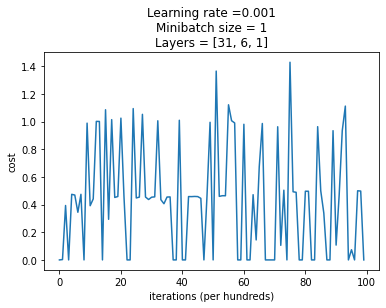 Learning rate =0.001
Minibatch size = 1
Layers = [31, 6, 1]
1.4
1.2
1.0
0.8
0.6
0.4
0.2
0.0
cost
0 20 40 60 80 100
iterations (per hundreds)